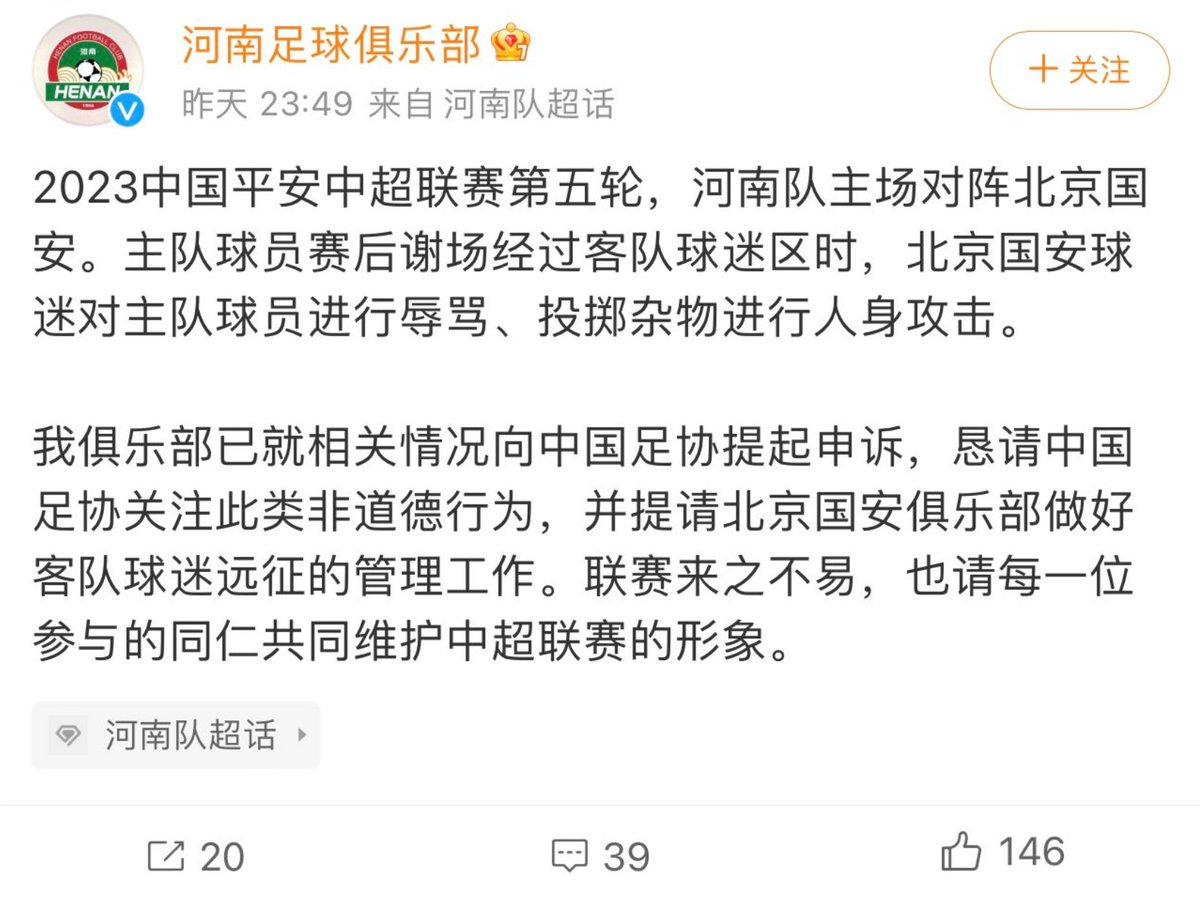 河南足球俱乐部
昨天 23:49 来自 河南队超话
+ 关注
HENAN FOOTBALL CLUB
河南
HENAN
1994
V
2023中国平安中超联赛第五轮，河南队主场对阵北京国
安。主队球员赛后谢场经过客队球迷区时，北京国安球
迷对主队球员进行辱骂、投掷杂物进行人身攻击。
我俱乐部已就相关情况向中国足协提起申诉，恳请中国
足协关注此类非道德行为，并提请北京国安俱乐部做好
客队球迷远征的管理工作。联赛来之不易，也请每一位
参与的同仁共同维护中超联赛的形象。
河南队超话
20
39
146